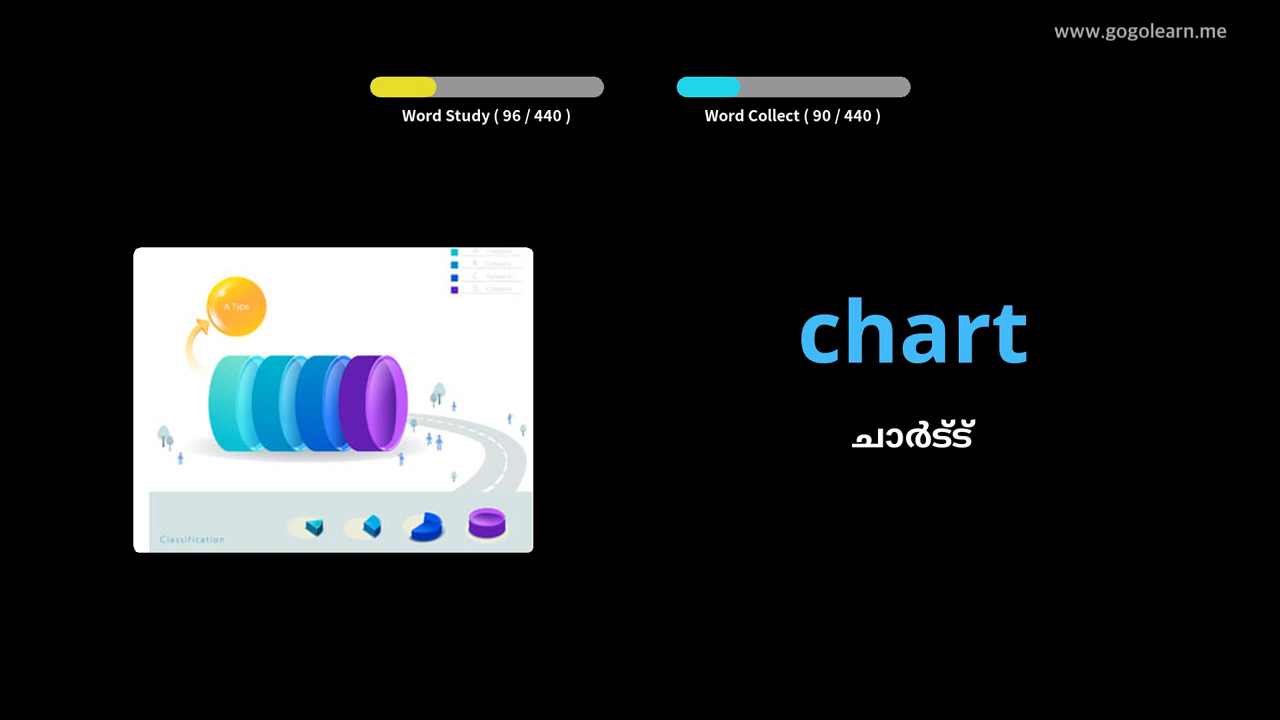 www.gogolearn.me
Word Study ( 96 / 440 )
Word Collect ( 90 / 440 )
A
B
C
D
A Type
chart
ചാർട്ട്
Classification